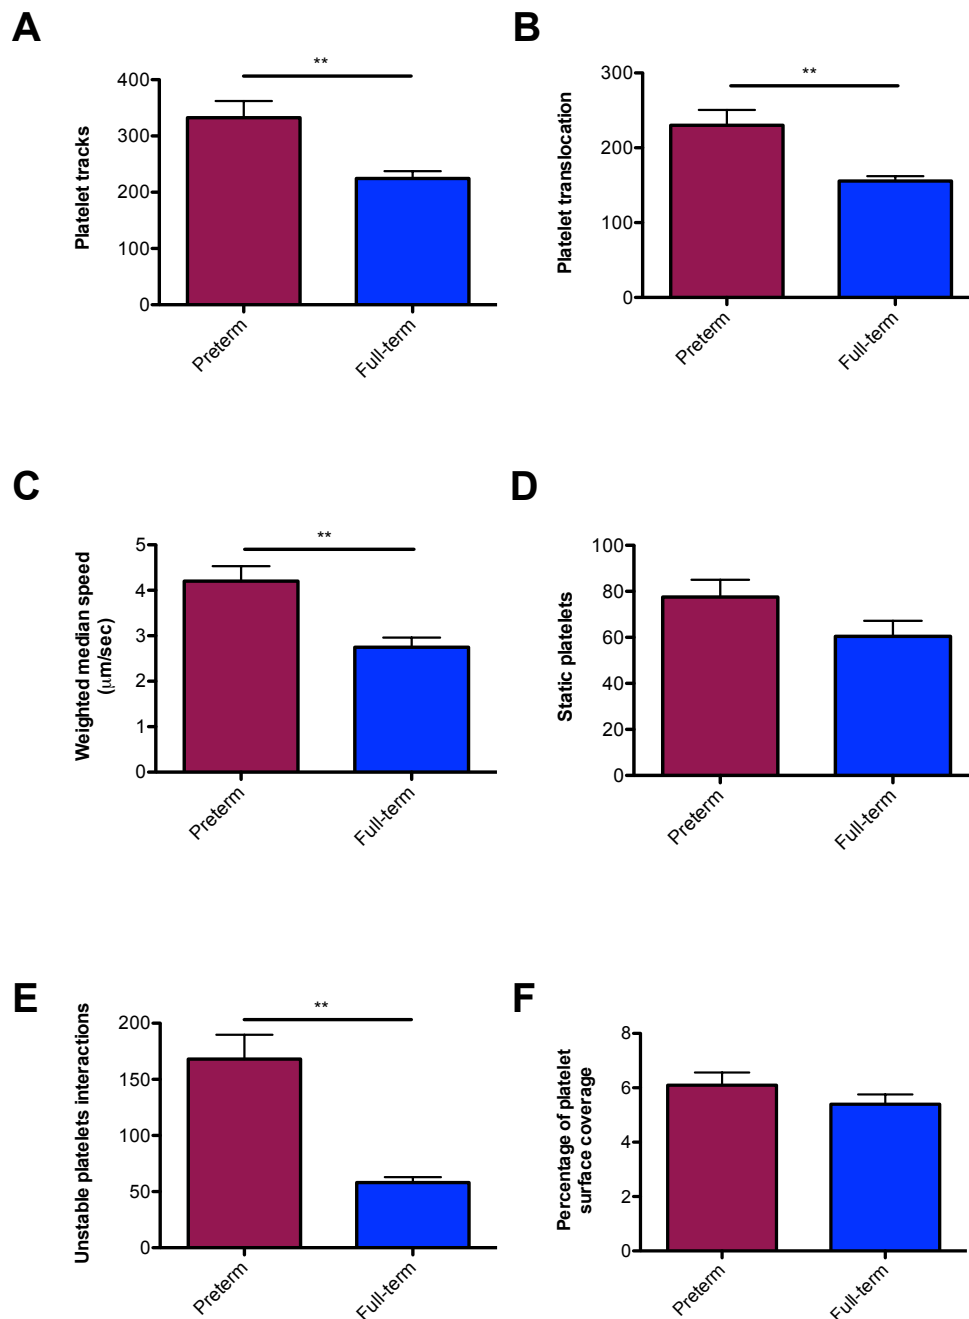 A
Platelet tracks
400
300
200
100
0
**
Preterm
Full-term
B
Platelet translocation
300
200
100
0
**
Preterm
Full-term
C
Weighted median speed
(μm/sec)
5
4
3
2
1
0
**
Preterm
Full-term
D
Static platelets
100
80
60
40
20
0
Preterm
Full-term
E
Unstable platelets interactions
200
150
100
50
0
**
Preterm
Full-term
F
Percentage of platelet
surface coverage
8
6
4
2
0
Preterm
Full-term